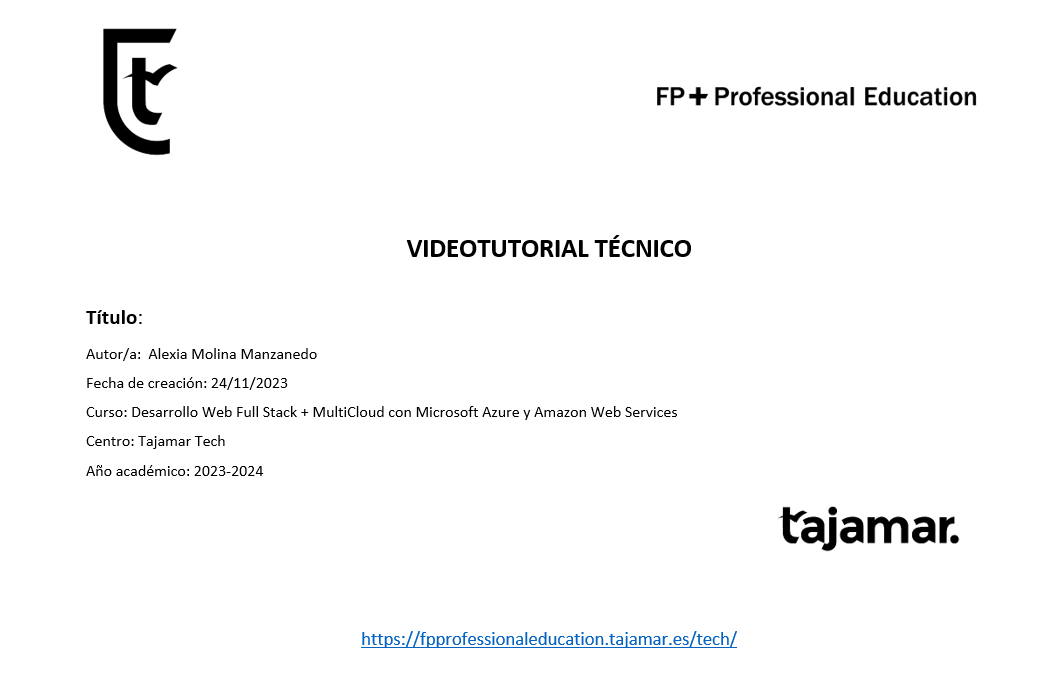 t
FP+Professional Education
VIDEOTUTORIAL TÉCNICO
Título:
Autor/a: Alexia Molina Manzanedo
Fecha de creación: 24/11/2023
Curso: Desarrollo Web Full Stack + MultiCloud con Microsoft Azure y Amazon Web Services
Centro: Tajamar Tech
Año académico: 2023-2024
tajamar.
https://fpprofessionaleducation.tajamar.es/tech/